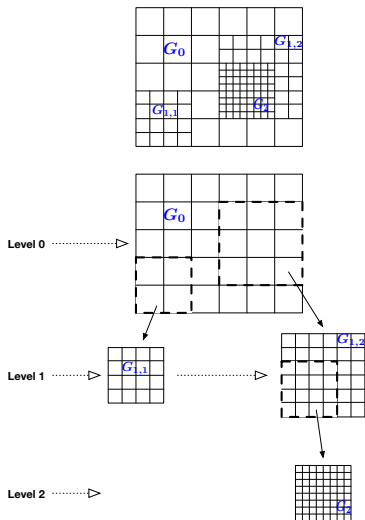 G0 G1,2
G1,1 G2
G0
Level 0
G1,1 G1,2
Level 1
Level 2 G2